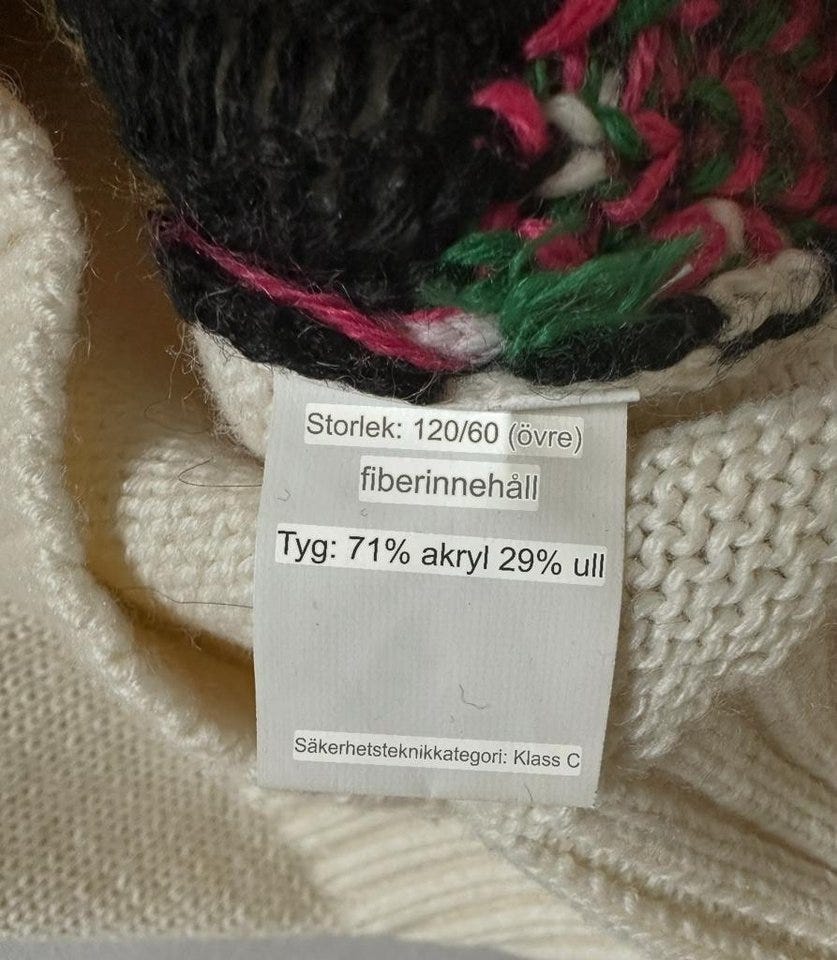 Storlek: 120/60 (övre)
fiberinnehåll
Tyg: 71% akryl 29% ull
Säkerhetsteknikkategori: Klass C